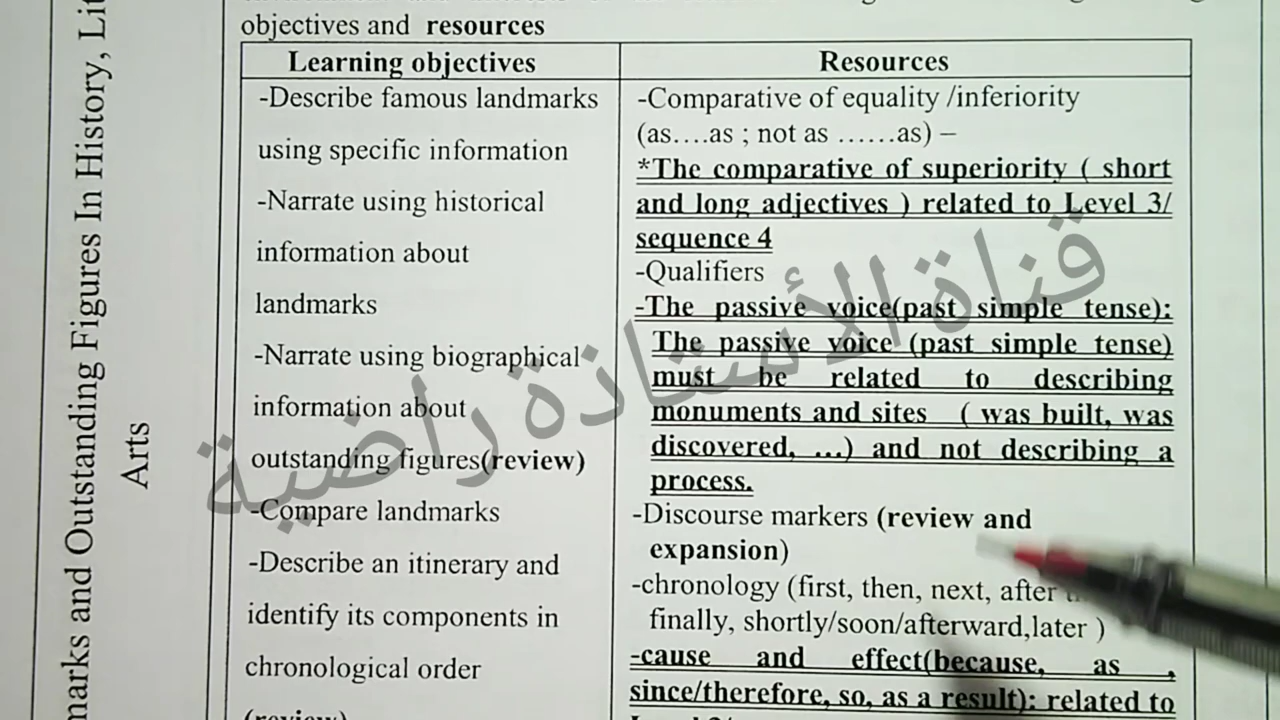 objectives and resources
Learning objectives
-Describe famous landmarks
using specific information
-Narrate using historical
information about
landmarks
-Narrate using biographical
information about
outstanding figures(review)
-Compare landmarks
-Describe an itinerary and
identify its components in
chronological order
(review)
Resources
-Comparative of equality /inferiority
(as....as ; not as ......as) –
*The comparative of superiority ( short
and long adjectives ) related to Level 3/
sequence 4
-Qualifiers
-The passive voice(past simple tense):
The passive voice (past simple tense)
must be related to describing
monuments and sites ( was built, was
discovered, ...) and not describing a
process.
-Discourse markers (review and
expansion)
-chronology (first, then, next, after
finally, shortly/soon/afterward,later )
-cause and effect(because, as ,
since/therefore, so, as a result): related to
marks and Outstanding Figures In History, Lit
Arts
قناة الأستاذة راضية